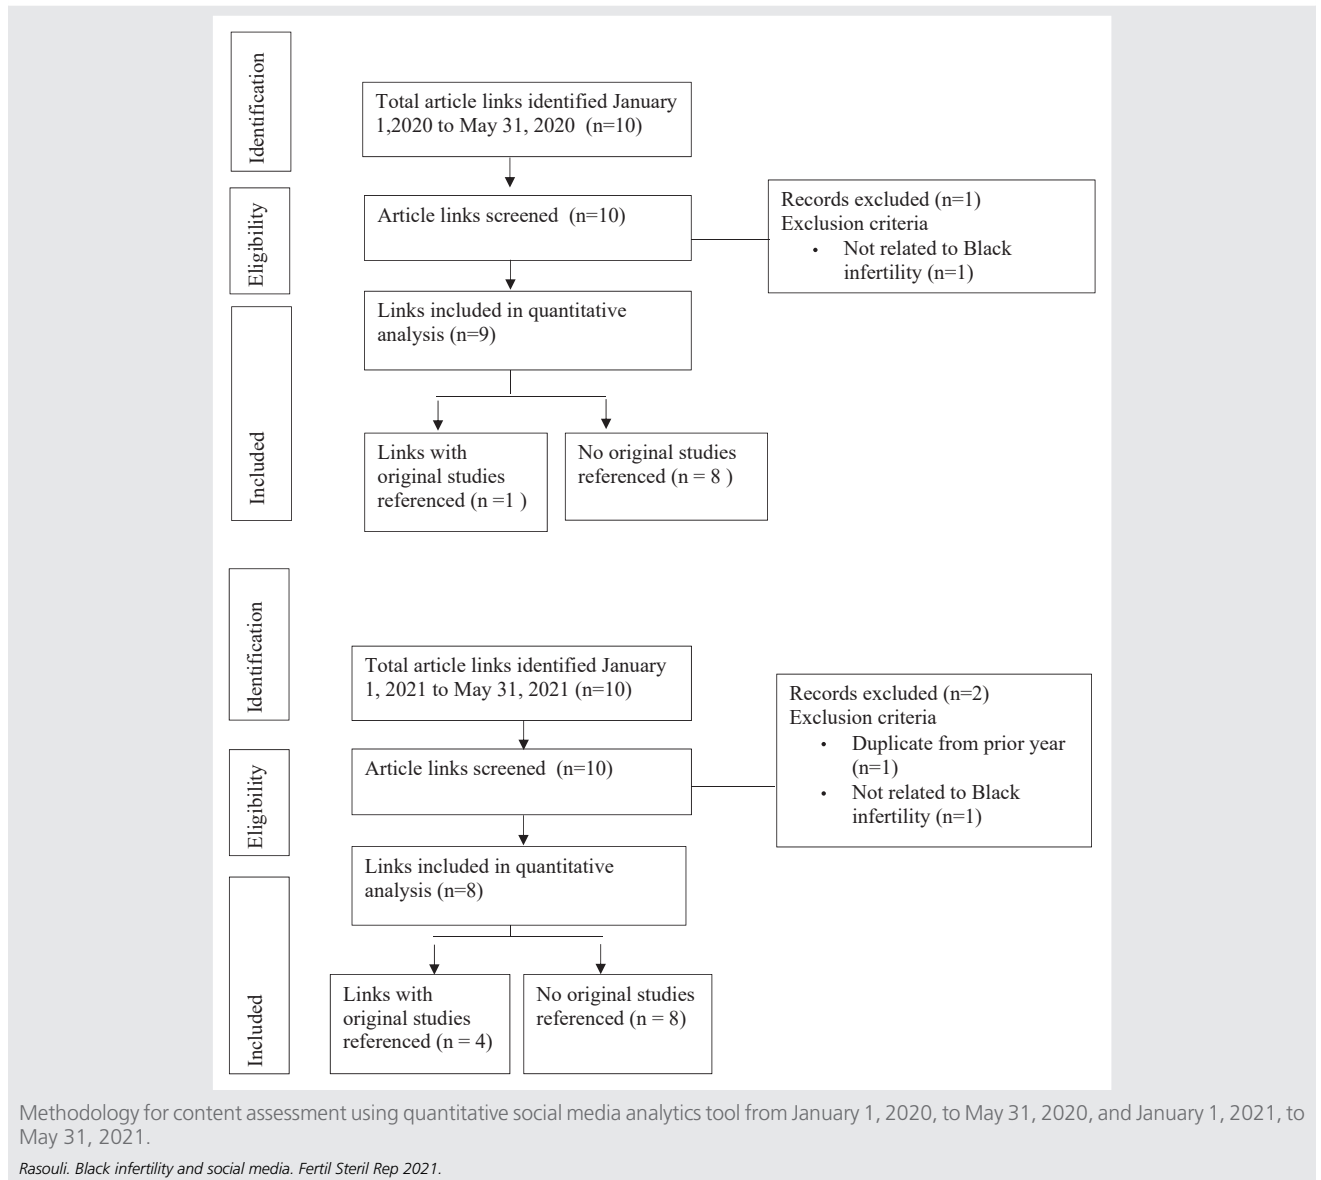 Identification
Total article links identified January
1,2020 to May 31, 2020 (n=10)
Eligibility
Article links screened (n=10)
Records excluded (n=1)
Exclusion criteria
• Not related to Black
infertility (n=1)
Included
Links included in quantitative
analysis (n=9)
Links with
original studies
referenced (n =1 )
No original studies
referenced (n = 8 )
Identification
Total article links identified January
1, 2021 to May 31, 2021 (n=10)
Eligibility
Article links screened (n=10)
Records excluded (n=2)
Exclusion criteria
• Duplicate from prior year
(n=1)
• Not related to Black
infertility (n=1)
Included
Links included in quantitative
analysis (n=8)
Links with
original studies
referenced (n = 4)
No original studies
referenced (n = 8)
Methodology for content assessment using quantitative social media analytics tool from January 1, 2020, to May 31, 2020, and January 1, 2021, to
May 31, 2021.
Rasouli. Black infertility and social media. Fertil Steril Rep 2021.